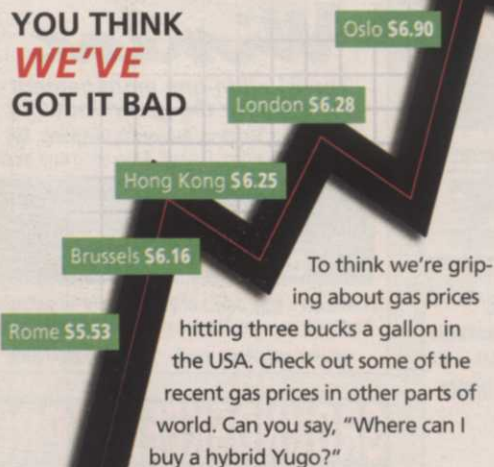 YOU THINK
WE'VE
GOT IT BAD
Oslo $6.90
London $6.28
Hong Kong $6.25
Brussels $6.16
Rome $5.53
To think we're grip-
ing about gas prices
hitting three bucks a gallon in
the USA. Check out some of the
recent gas prices in other parts of
world. Can you say, "Where can I
buy a hybrid Yugo?"